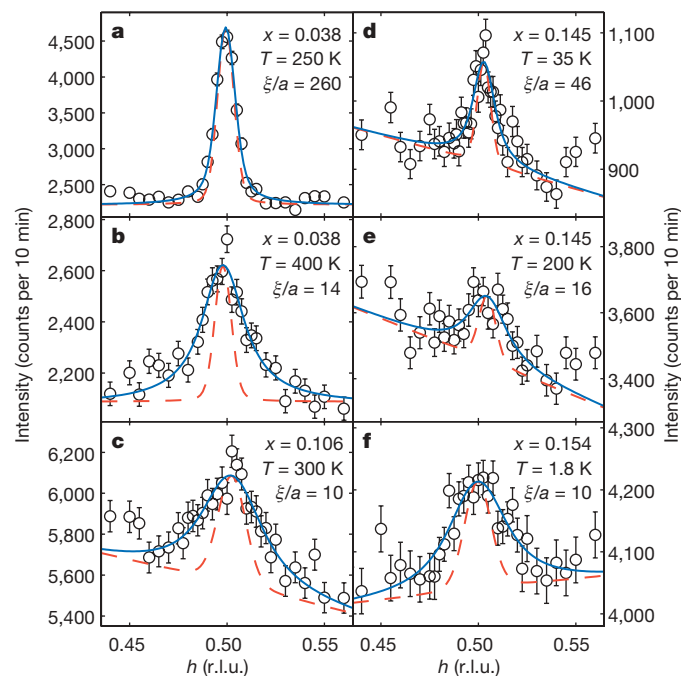 a
x = 0.038
T = 250 K
ξ/a = 260
4,500
4,000
3,500
3,000
2,500
b
x = 0.038
T = 400 K
ξ/a = 14
2,800
2,600
2,400
2,200
c
x = 0.106
T = 300 K
ξ/a = 10
6,200
6,000
5,800
5,600
5,400
Intensity (counts per 10 min)
0.45
0.50
0.55
h (r.l.u.)
d
x = 0.145
T = 35 K
ξ/a = 46
1,100
1,000
900
e
x = 0.145
T = 200 K
ξ/a = 16
3,800
3,600
3,400
f
x = 0.154
T = 1.8 K
ξ/a = 10
4,300
4,200
4,100
4,000
Intensity (counts per 10 min)
0.45
0.50
0.55
h (r.l.u.)